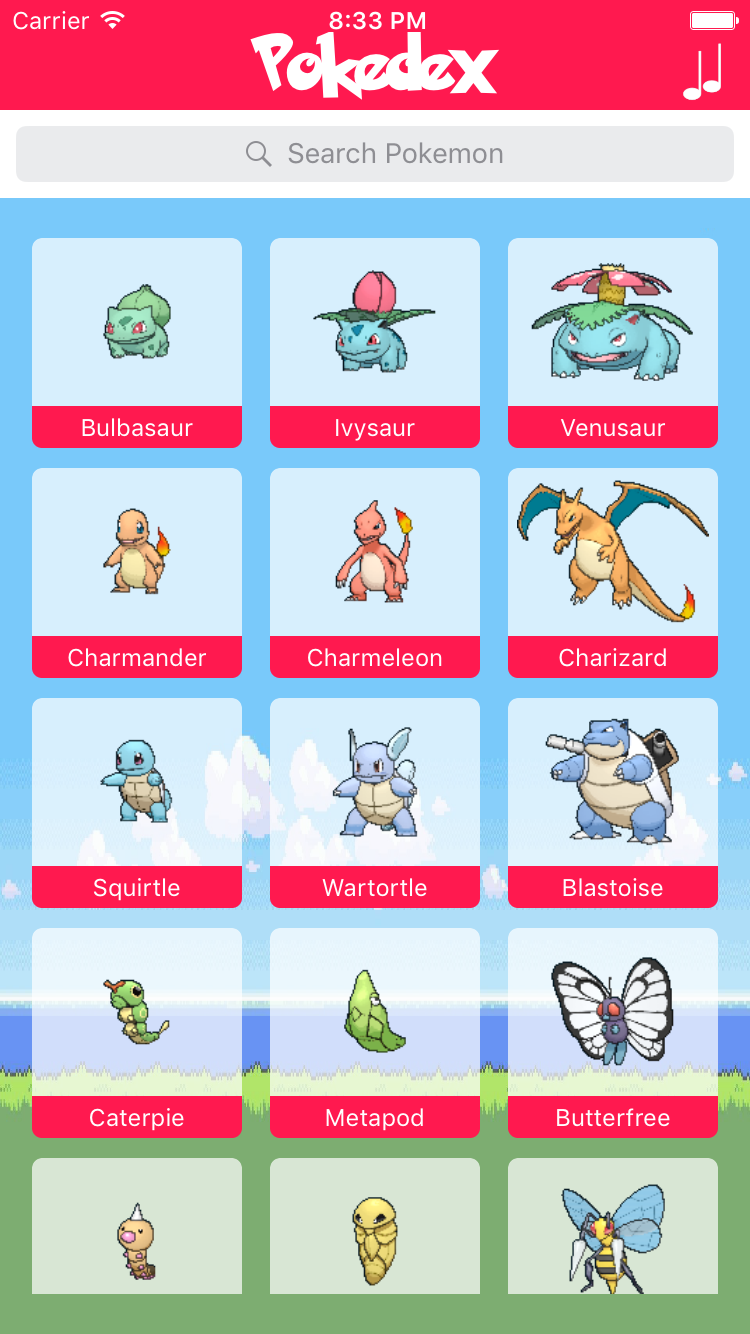 Carrier 8:33 PM
Pokedex
Search Pokemon
Bulbasaur Ivysaur Venusaur
Charmander Charmeleon Charizard
Squirtle Wartortle Blastoise
Caterpie Metapod Butterfree